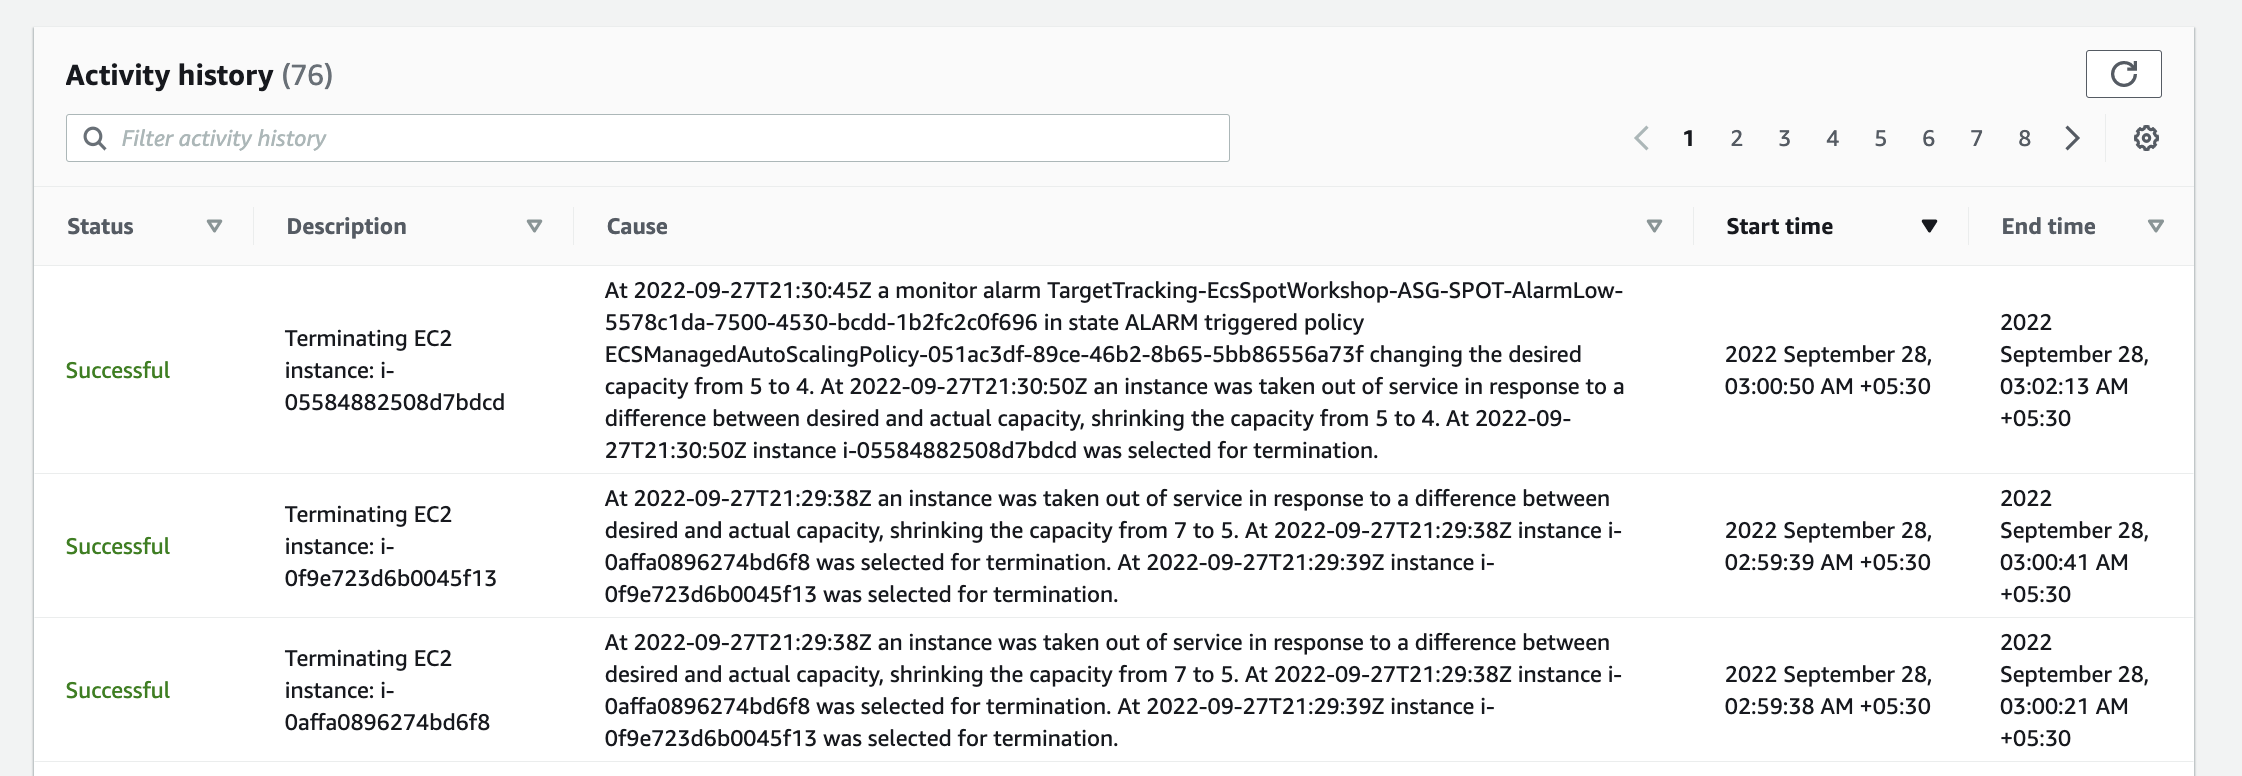 Activity history (76)
Filter activity history
1 2 3 4 5 6 7 8
Status Description Cause Start time End time
Successful
Terminating EC2
instance: i-
05584882508d7bdcd
At 2022-09-27T21:30:45Z a monitor alarm TargetTracking-EcsSpotWorkshop-ASG-SPOT-AlarmLow-
5578c1da-7500-4530-bcdd-1b2fc2c0f696 in state ALARM triggered policy
ECSManagedAutoScalingPolicy-051ac3df-89ce-46b2-8b65-5bb86556a73f changing the desired
capacity from 5 to 4. At 2022-09-27T21:30:50Z an instance was taken out of service in response to a
difference between desired and actual capacity, shrinking the capacity from 5 to 4. At 2022-09-
27T21:30:50Z instance i-05584882508d7bdcd was selected for termination.
2022 September 28,
03:00:50 AM +05:30
2022
September 28,
03:02:13 AM
+05:30
Successful
Terminating EC2
instance: i-
0f9e723d6b0045f13
At 2022-09-27T21:29:38Z an instance was taken out of service in response to a difference between
desired and actual capacity, shrinking the capacity from 7 to 5. At 2022-09-27T21:29:38Z instance i-
0affa0896274bd6f8 was selected for termination. At 2022-09-27T21:29:39Z instance i-
0f9e723d6b0045f13 was selected for termination.
2022 September 28,
02:59:39 AM +05:30
2022
September 28,
03:00:41 AM
+05:30
Successful
Terminating EC2
instance: i-
0affa0896274bd6f8
At 2022-09-27T21:29:38Z an instance was taken out of service in response to a difference between
desired and actual capacity, shrinking the capacity from 7 to 5. At 2022-09-27T21:29:38Z instance i-
0affa0896274bd6f8 was selected for termination. At 2022-09-27T21:29:39Z instance i-
0f9e723d6b0045f13 was selected for termination.
2022 September 28,
02:59:38 AM +05:30
2022
September 28,
03:00:21 AM
+05:30